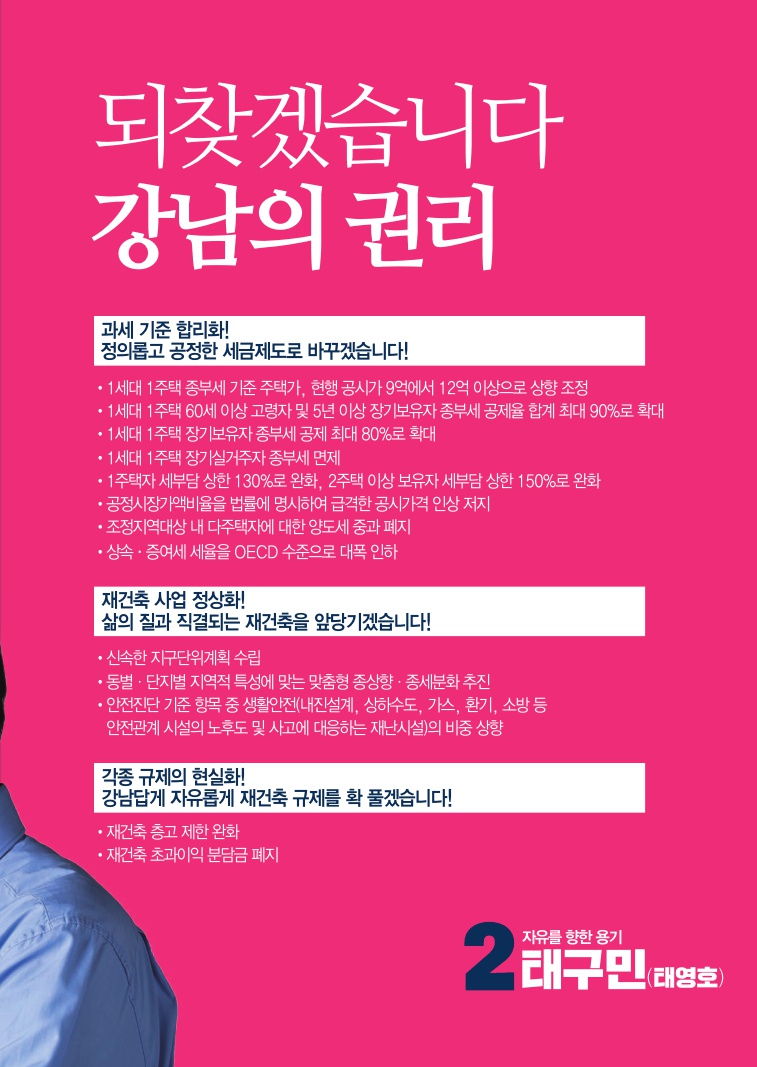 되찾겠습니다
강남의 권리
과세 기준 합리화!
정의롭고 공정한 세금제도로 바꾸겠습니다!
• 1세대 1주택 종부세 기준 주택가, 현행 공시가 9억에서 12억 이상으로 상향 조정
• 1세대 1주택 60세 이상 고령자 및 5년 이상 장기보유자 종부세 공제율 합계 최대 90%로 확대
• 1세대 1주택 장기보유자 종부세 공제 최대 80%로 확대
• 1세대 1주택 장기실거주자 종부세 면제
• 1주택자 세부담 상한 130%로 완화, 2주택 이상 보유자 세부담 상한 150%로 완화
• 공정시장가액비율을 법률에 명시하여 급격한 공시가격 인상 저지
• 조정지역대상 내 다주택자에 대한 양도세 중과 폐지
• 상속·증여세 세율을 OECD 수준으로 대폭 인하
재건축 사업 정상화!
삶의 질과 직결되는 재건축을 앞당기겠습니다!
• 신속한 지구단위계획 수립
• 동별·단지별 지역적 특성에 맞는 맞춤형 종상향·종세분화 추진
• 안전진단 기준 항목 중 생활안전(내진설계, 상하수도, 가스, 환기, 소방 등
안전관계 시설의 노후도 및 사고에 대응하는 재난시설)의 비중 상향
각종 규제의 현실화!
강남답게 자유롭게 재건축 규제를 확 풀겠습니다!
• 재건축 층고 제한 완화
• 재건축 초과이익 분담금 폐지
2 자유를 향한 용기
태구민(태영호)